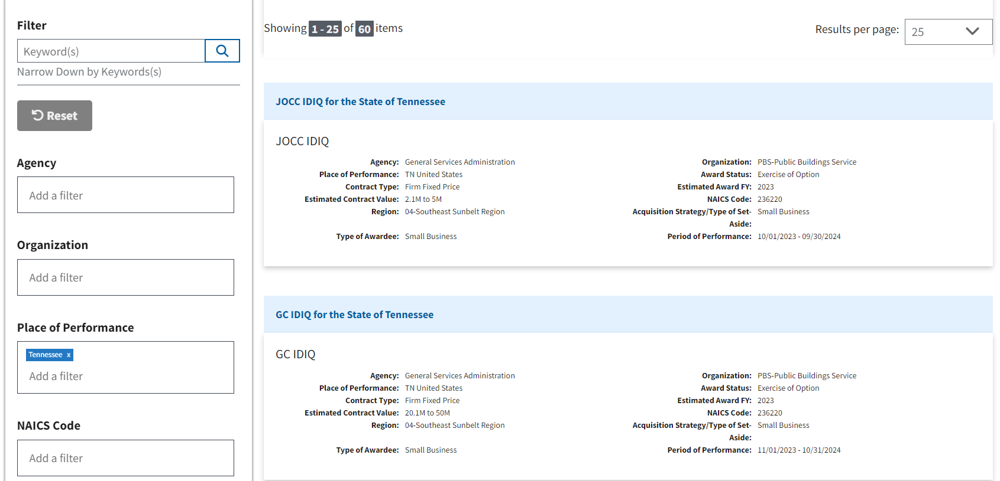 Filter
Keyword(s)
Narrow Down by Keywords(s)
Reset
Agency
Add a filter
Organization
Add a filter
Place of Performance
Tennessee x
Add a filter
NAICS Code
Add a filter
Showing 1 - 25 of 60 items
Results per page: 25
JOCC IDIQ for the State of Tennessee
JOCC IDIQ
Agency: General Services Administration
Organization: PBS-Public Buildings Service
Place of Performance: TN United States
Award Status: Exercise of Option
Contract Type: Firm Fixed Price
Estimated Award FY: 2023
Estimated Contract Value: 2.1M to 5M
NAICS Code: 236220
Region: 04-Southeast Sunbelt Region
Acquisition Strategy/Type of Set- Small Business
Aside:
Type of Awardee: Small Business
Period of Performance: 10/01/2023 - 09/30/2024
GC IDIQ for the State of Tennessee
GC IDIQ
Agency: General Services Administration
Organization: PBS-Public Buildings Service
Place of Performance: TN United States
Award Status: Exercise of Option
Contract Type: Firm Fixed Price
Estimated Award FY: 2023
Estimated Contract Value: 20.1M to 50M
NAICS Code: 236220
Region: 04-Southeast Sunbelt Region
Acquisition Strategy/Type of Set- Small Business
Aside:
Type of Awardee: Small Business
Period of Performance: 11/01/2023 - 10/31/2024